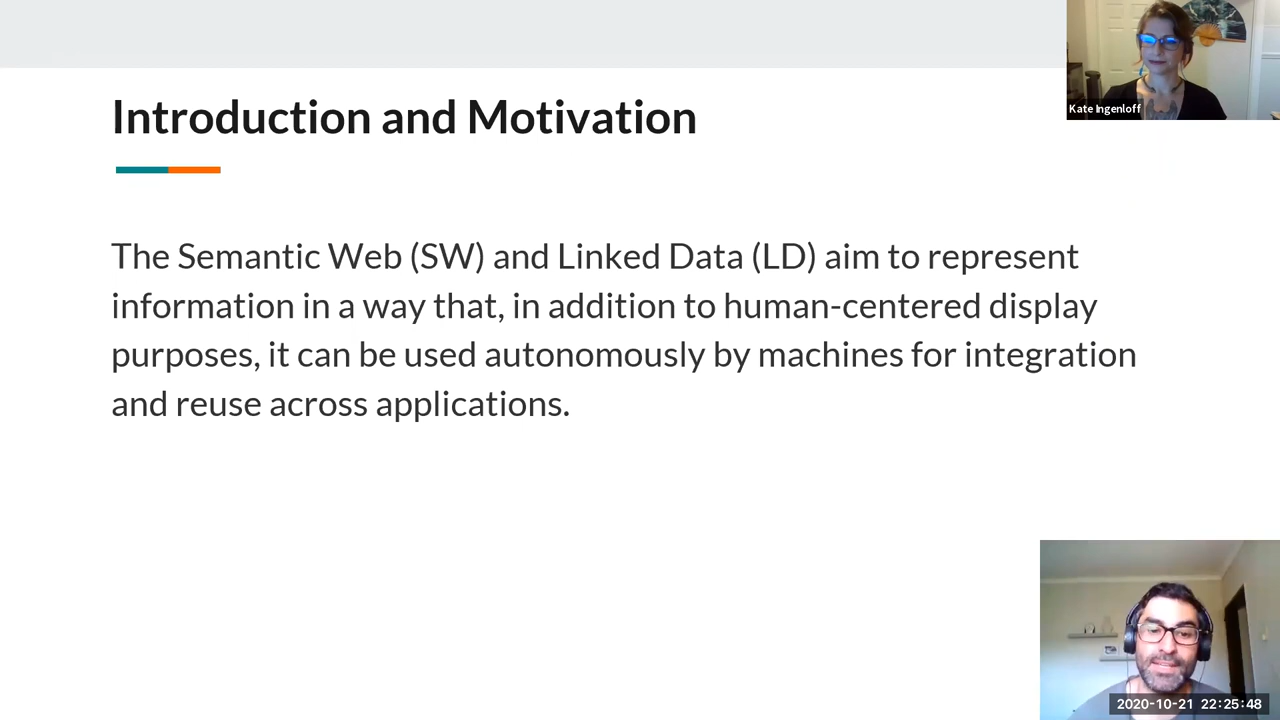 Kate Ingenloff
Introduction and Motivation
The Semantic Web (SW) and Linked Data (LD) aim to represent
information in a way that, in addition to human-centered display
purposes, it can be used autonomously by machines for integration
and reuse across applications.
2020-10-21 22:25:48